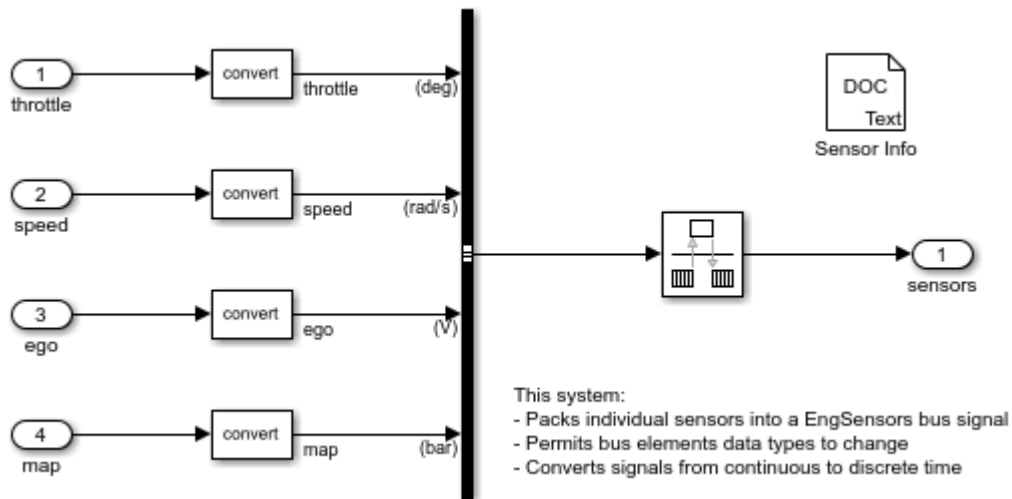 1
throttle
convert
throttle
(deg)
DOC
Text
Sensor Info
2
speed
convert
speed
(rad/s)
1
sensors
3
ego
convert
ego
(V)
4
map
convert
map
(bar)
This system:
- Packs individual sensors into a EngSensors bus signal
- Permits bus elements data types to change
- Converts signals from continuous to discrete time